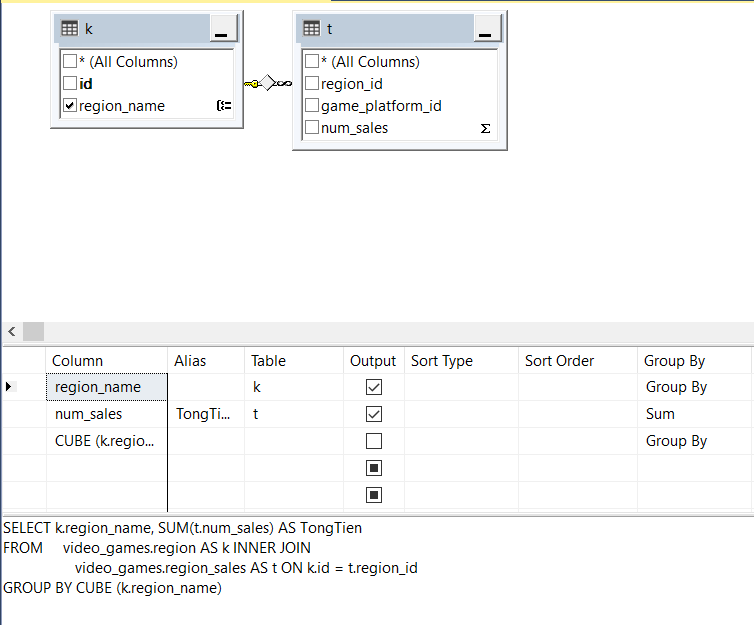 k
t
* (All Columns)
* (All Columns)
id
region_id
region_name
game_platform_id
num_sales
Σ
Column Alias Table Output Sort Type Sort Order Group By
region_name k Group By
num_sales TongTi... t Sum
CUBE (k.regio... Group By
SELECT k.region_name, SUM(t.num_sales) AS TongTien
FROM video_games.region AS k INNER JOIN
video_games.region_sales AS t ON k.id = t.region_id
GROUP BY CUBE (k.region_name)